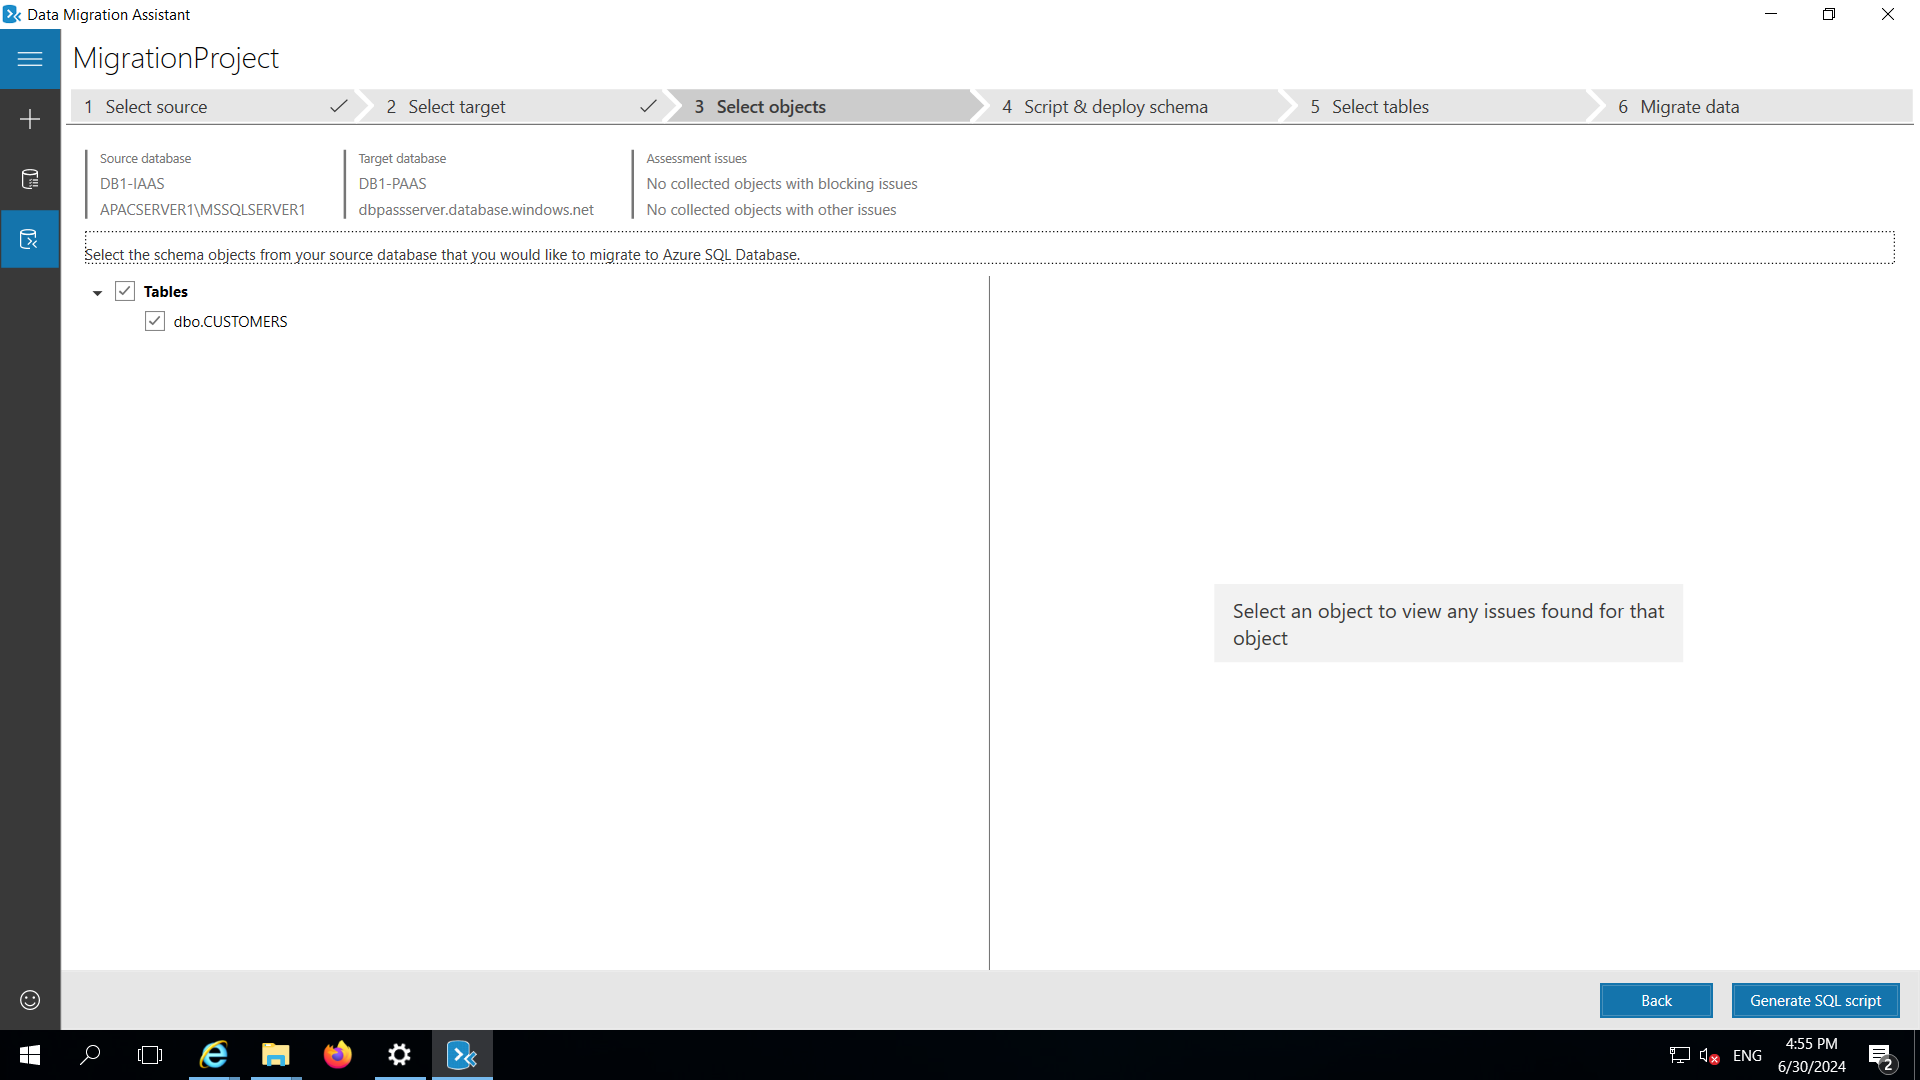 Data Migration Assistant
MigrationProject
1 Select source
2 Select target
3 Select objects
4 Script & deploy schema
5 Select tables
6 Migrate data
Source database
DB1-IAAS
APACSERVER1\MSSQLSERVER1
Target database
DB1-PAAS
dbpassserver.database.windows.net
Assessment issues
No collected objects with blocking issues
No collected objects with other issues
Select the schema objects from your source database that you would like to migrate to Azure SQL Database.
Tables
dbo.CUSTOMERS
Select an object to view any issues found for that
object
Back
Generate SQL script
ENG
4:55 PM
6/30/2024
2